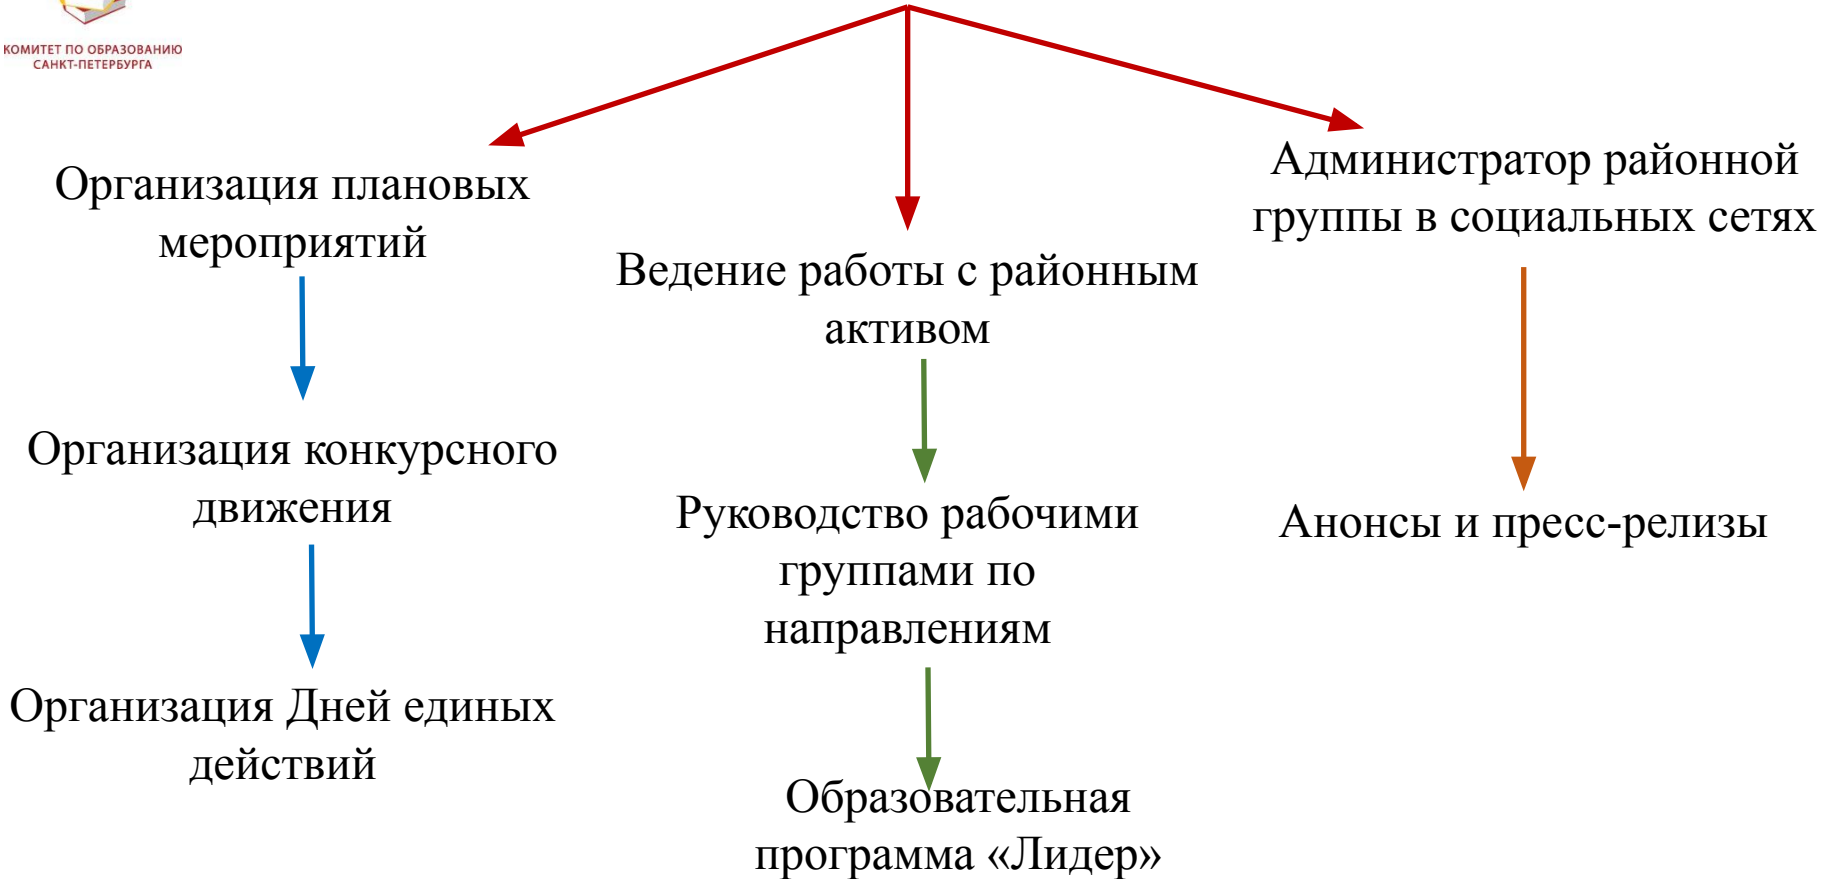 КОМИТЕТ ПО ОБРАЗОВАНИЮ
САНКТ-ПЕТЕРБУРГА
Организация плановых
мероприятий
Организация конкурсного
движения
Организация Дней единых
действий
Ведение работы с районным
активом
Руководство рабочими
группами по
направлениям
Образовательная
программа «Лидер»
Администратор районной
группы в социальных сетях
Анонсы и пресс-релизы